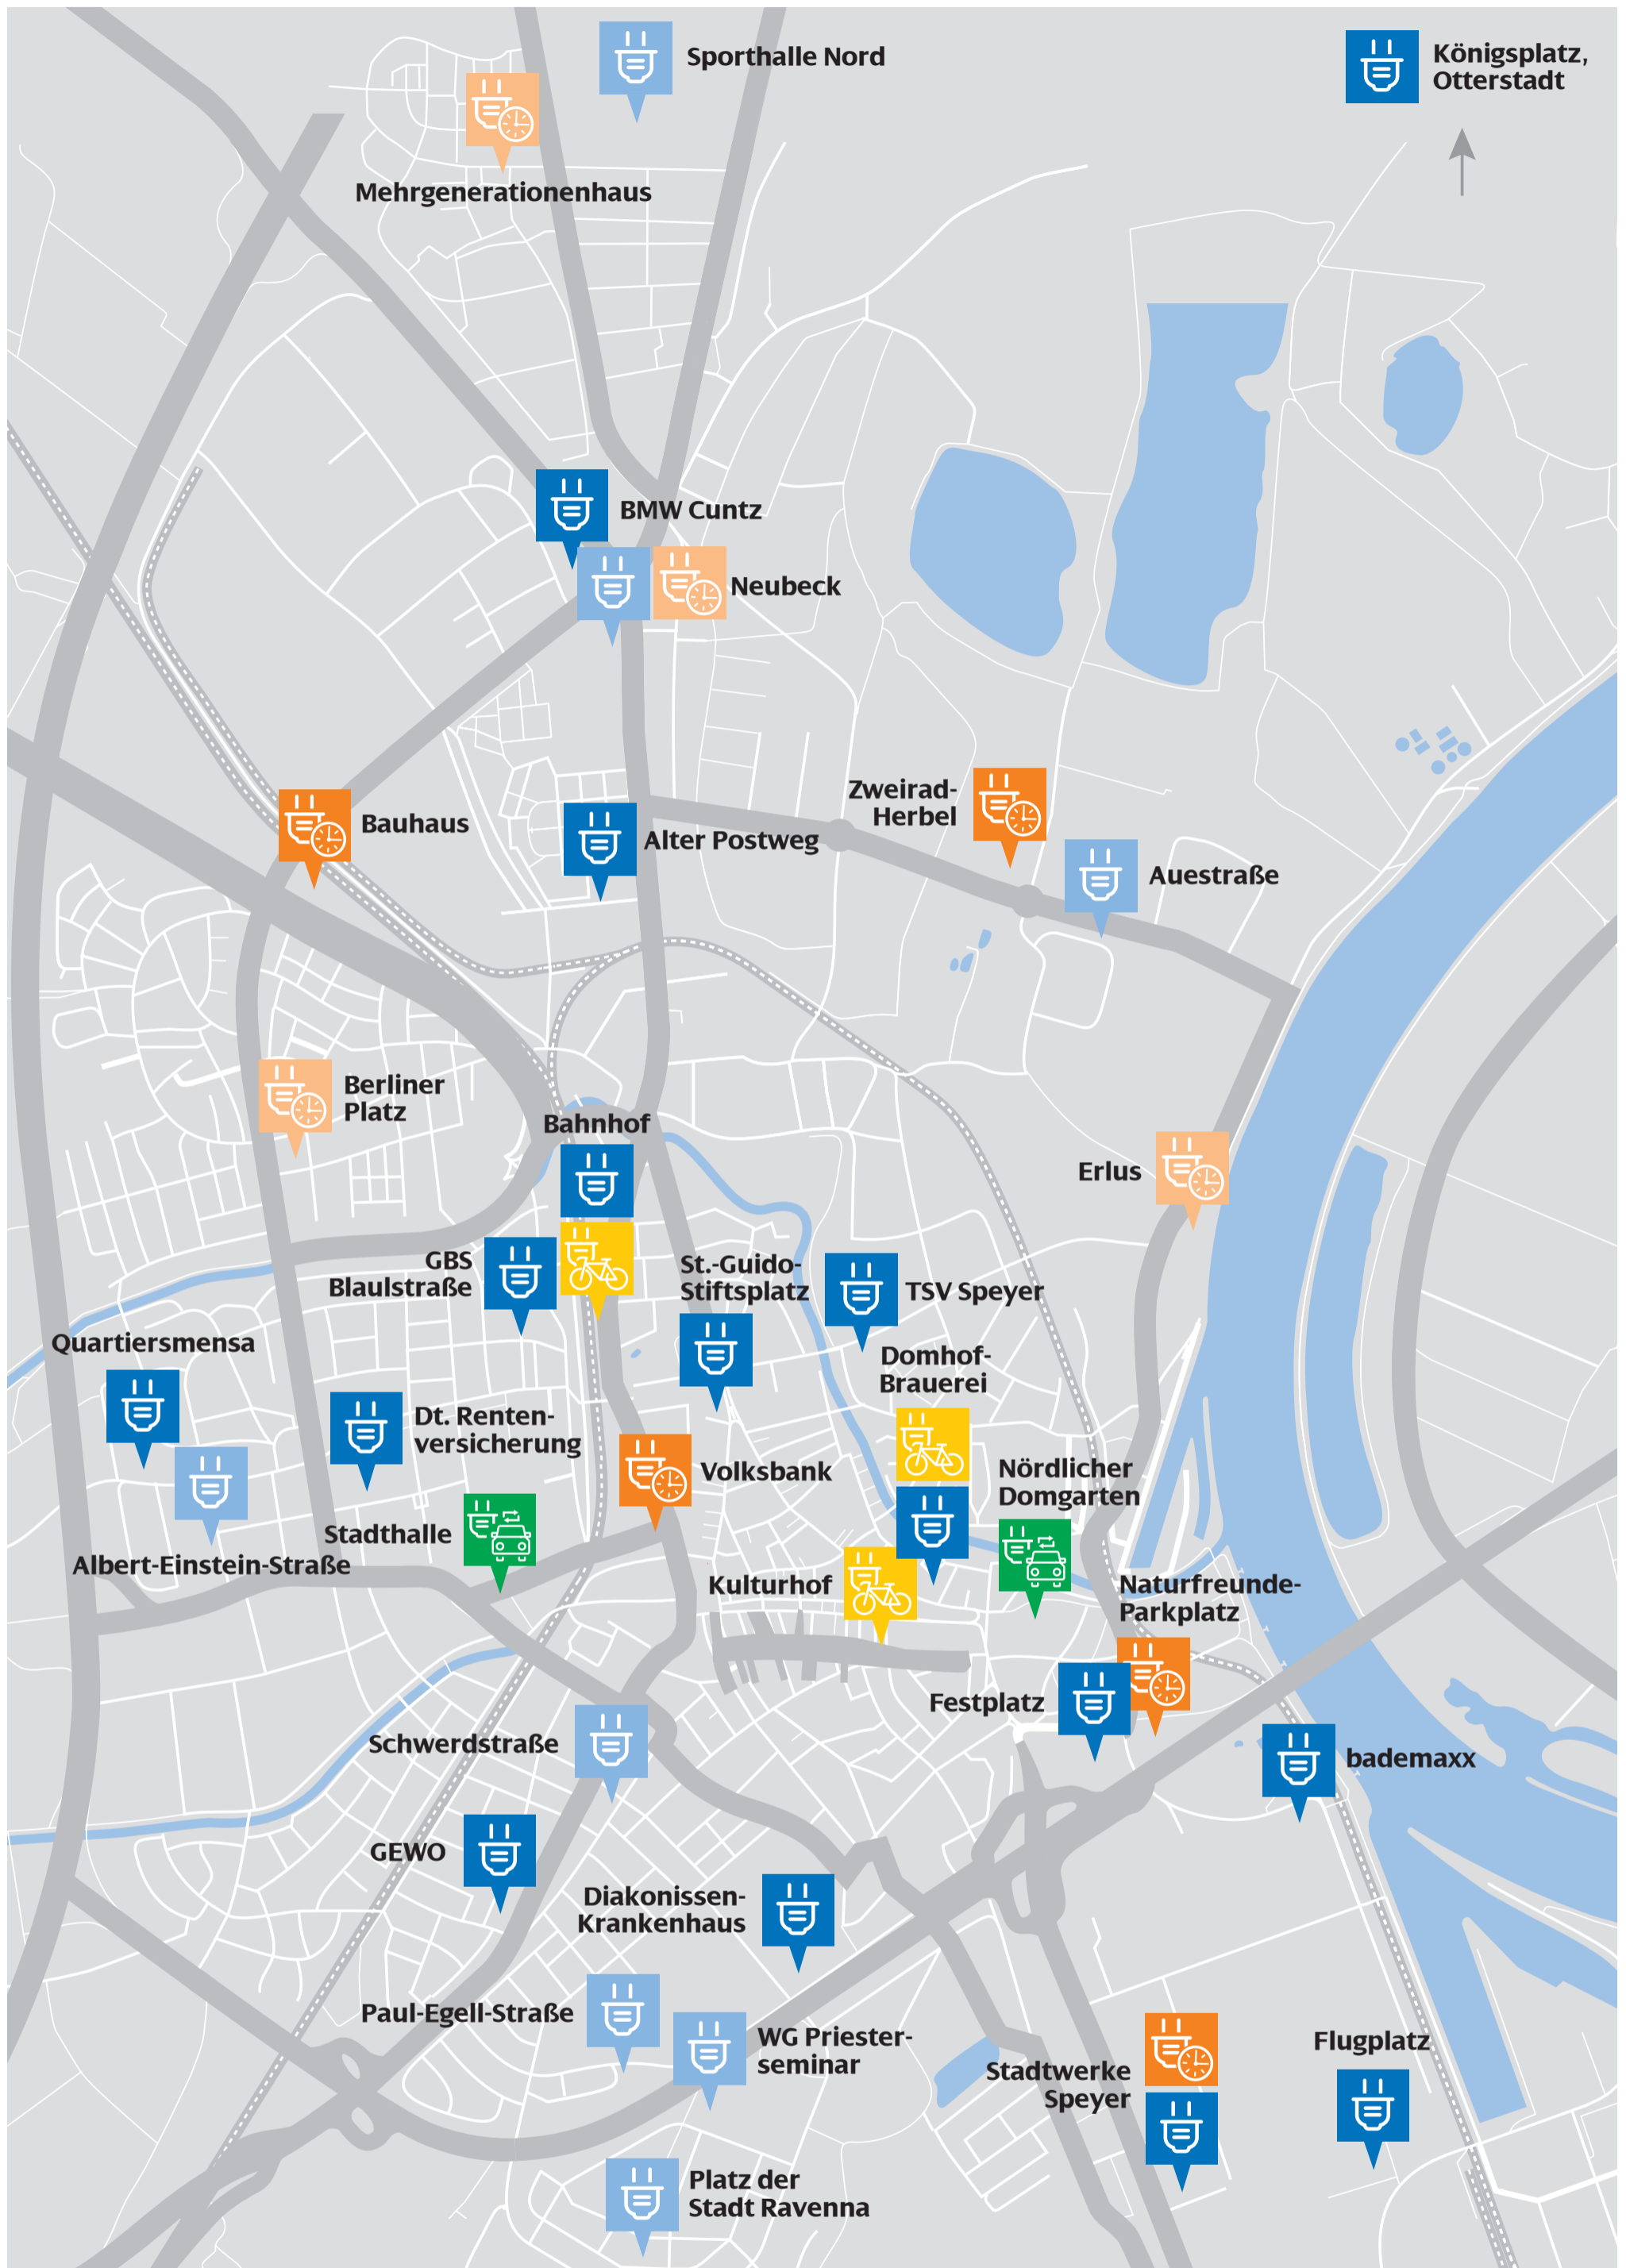 Sporthalle Nord
Königsplatz,
Otterstadt
Mehrgenerationenhaus
BMW Cuntz
Neubeck
Zweirad-
Herbel
Bauhaus
Alter Postweg
Auestraße
Berliner
Platz
Bahnhof
Erlus
GBS
Blaulstraße
St.-Guido-
Stiftsplatz
TSV Speyer
Quartiersmensa
Domhof-
Brauerei
Dt. Renten-
versicherung
Volksbank
Nördlicher
Domgarten
Stadthalle
Albert-Einstein-Straße
Kulturhof
Naturfreunde-
Parkplatz
Festplatz
Schwerdstraße
bademaxx
GEWO
Diakonissen-
Krankenhaus
Paul-Egell-Straße
WG Priester-
seminar
Stadtwerke
Speyer
Flugplatz
Platz der
Stadt Ravenna